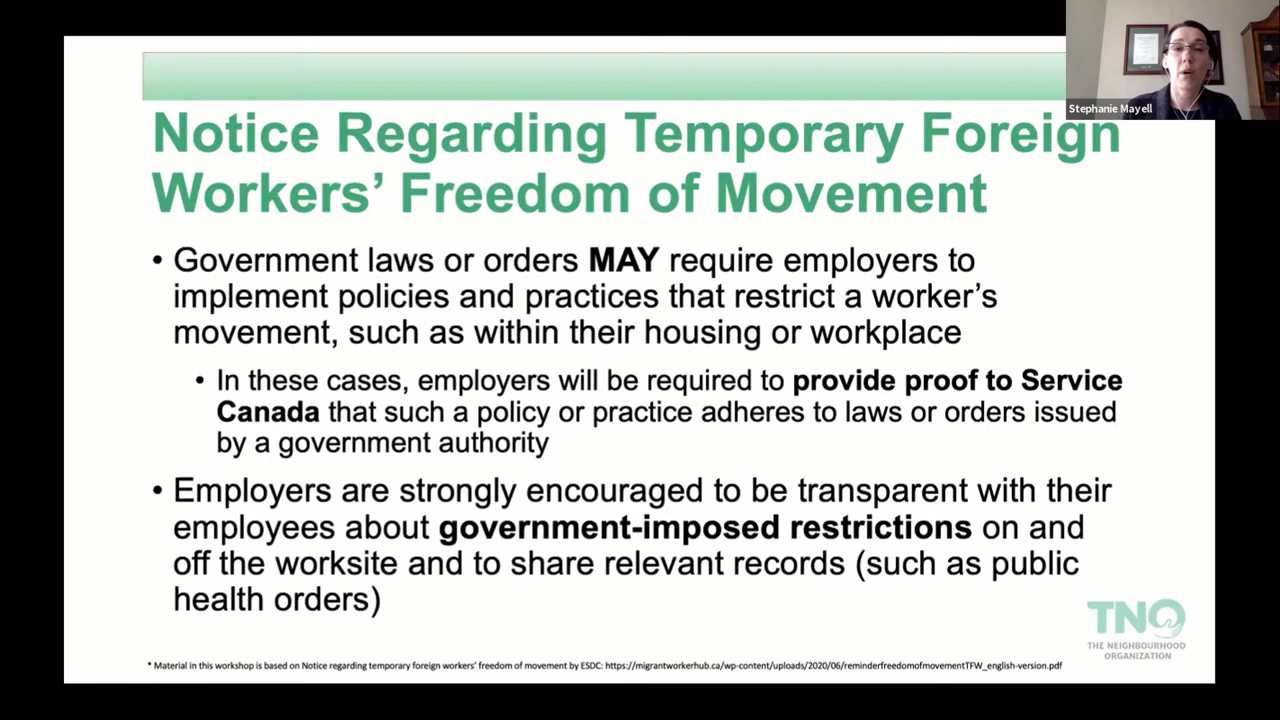 Stephanie Mayell
Notice Regarding Temporary Foreign
Workers’ Freedom of Movement
• Government laws or orders MAY require employers to
implement policies and practices that restrict a worker’s
movement, such as within their housing or workplace
• In these cases, employers will be required to provide proof to Service
Canada that such a policy or practice adheres to laws or orders issued
by a government authority
• Employers are strongly encouraged to be transparent with their
employees about government-imposed restrictions on and
off the worksite and to share relevant records (such as public
health orders)
TNO
THE NEIGHBOURHOOD
ORGANIZATION
* Material in this workshop is based on Notice regarding temporary foreign workers’ freedom of movement by ESDC: https://migrantworkerhub.ca/wp-content/uploads/2020/06/reminderfreedomofmovementTFW_english-version.pdf